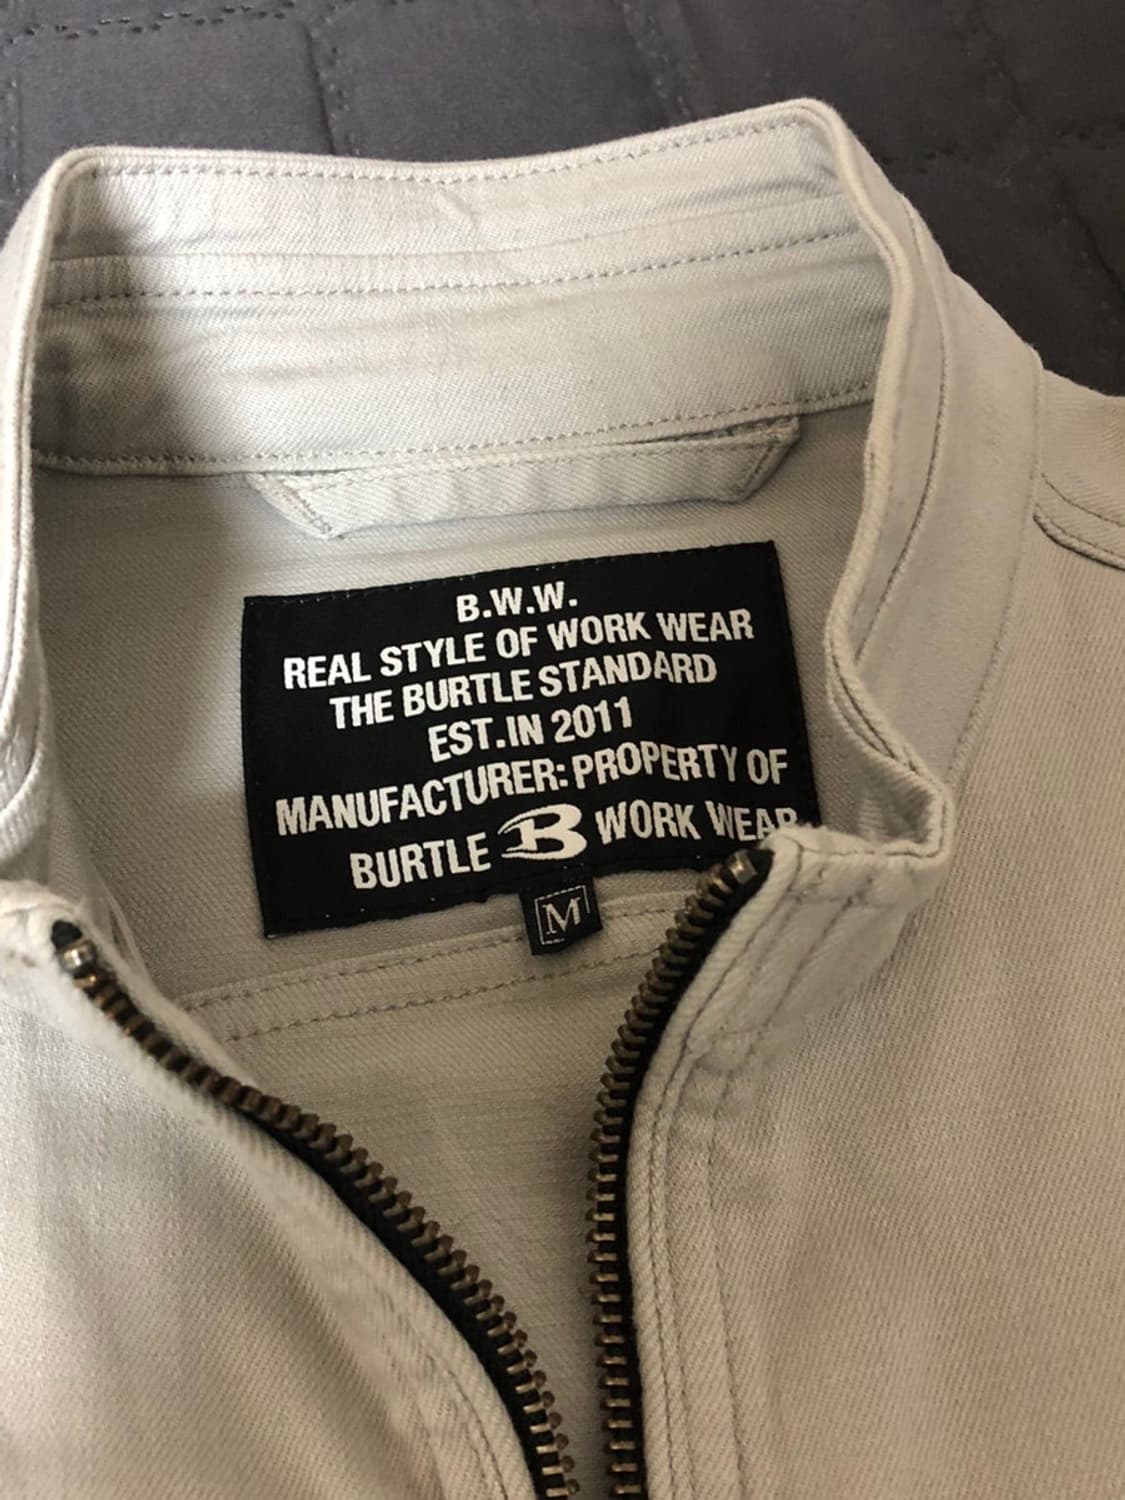 B.W.W.
REAL STYLE OF WORK WEAR
THE BURTLE STANDARD
EST.IN 2011
MANUFACTURER: PROPERTY OF
BURTLE B WORK WEAR
M